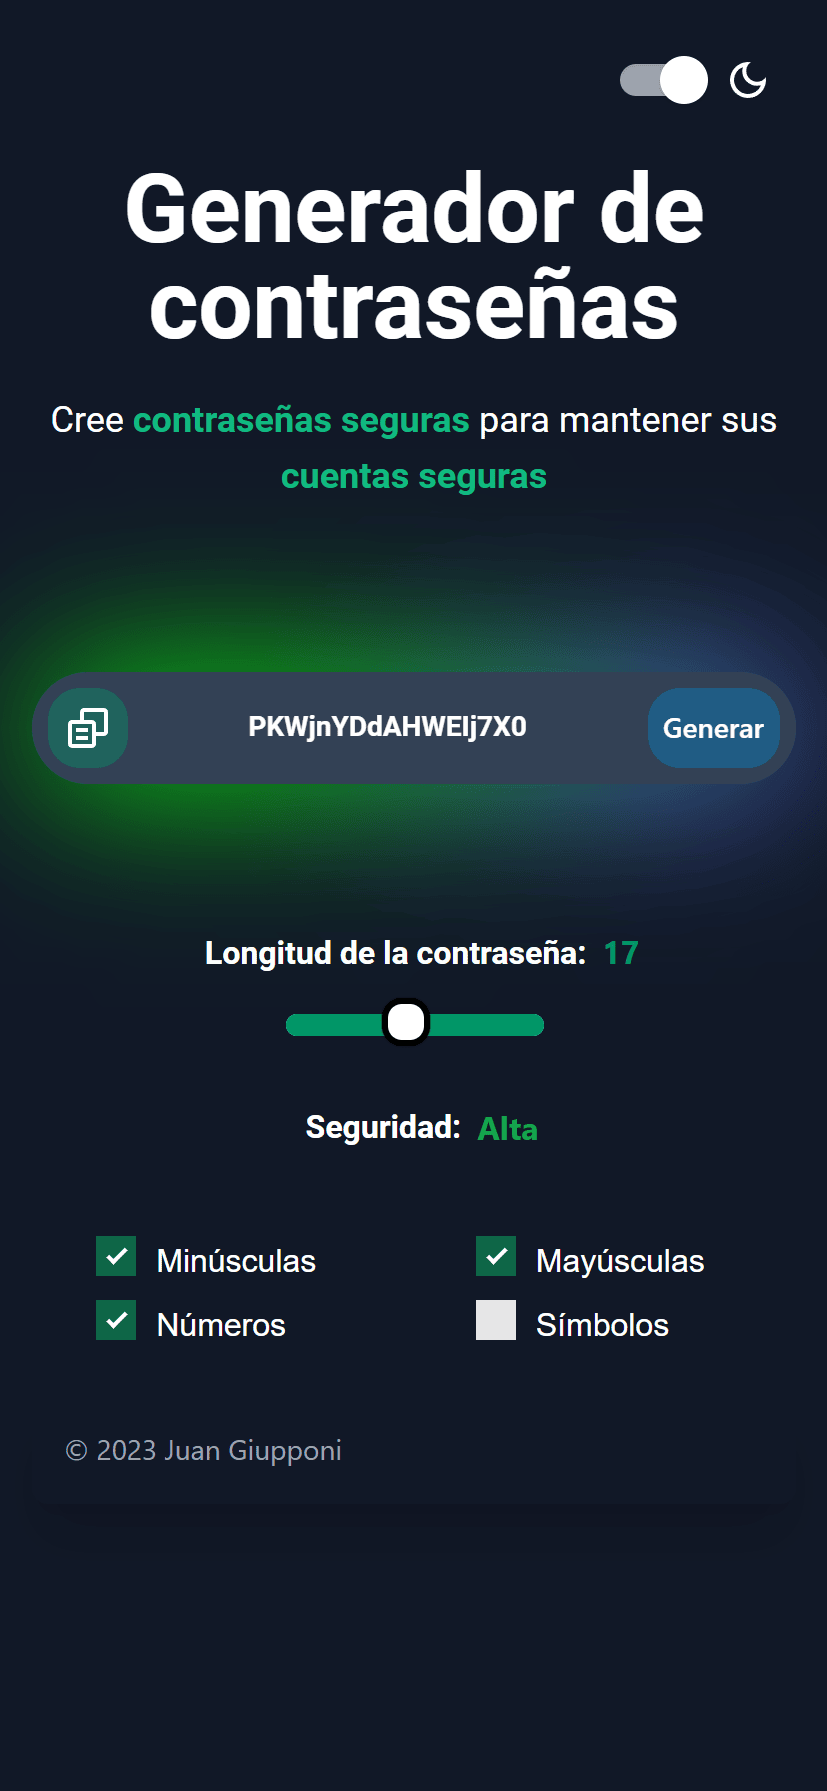 Generador de
contraseñas
Cree contraseñas seguras para mantener sus
cuentas seguras
PKWjnYDdAHWEIj7X0
Generar
Longitud de la contraseña: 17
Seguridad: Alta
Minúsculas
Mayúsculas
Números
Símbolos
© 2023 Juan Giupponi